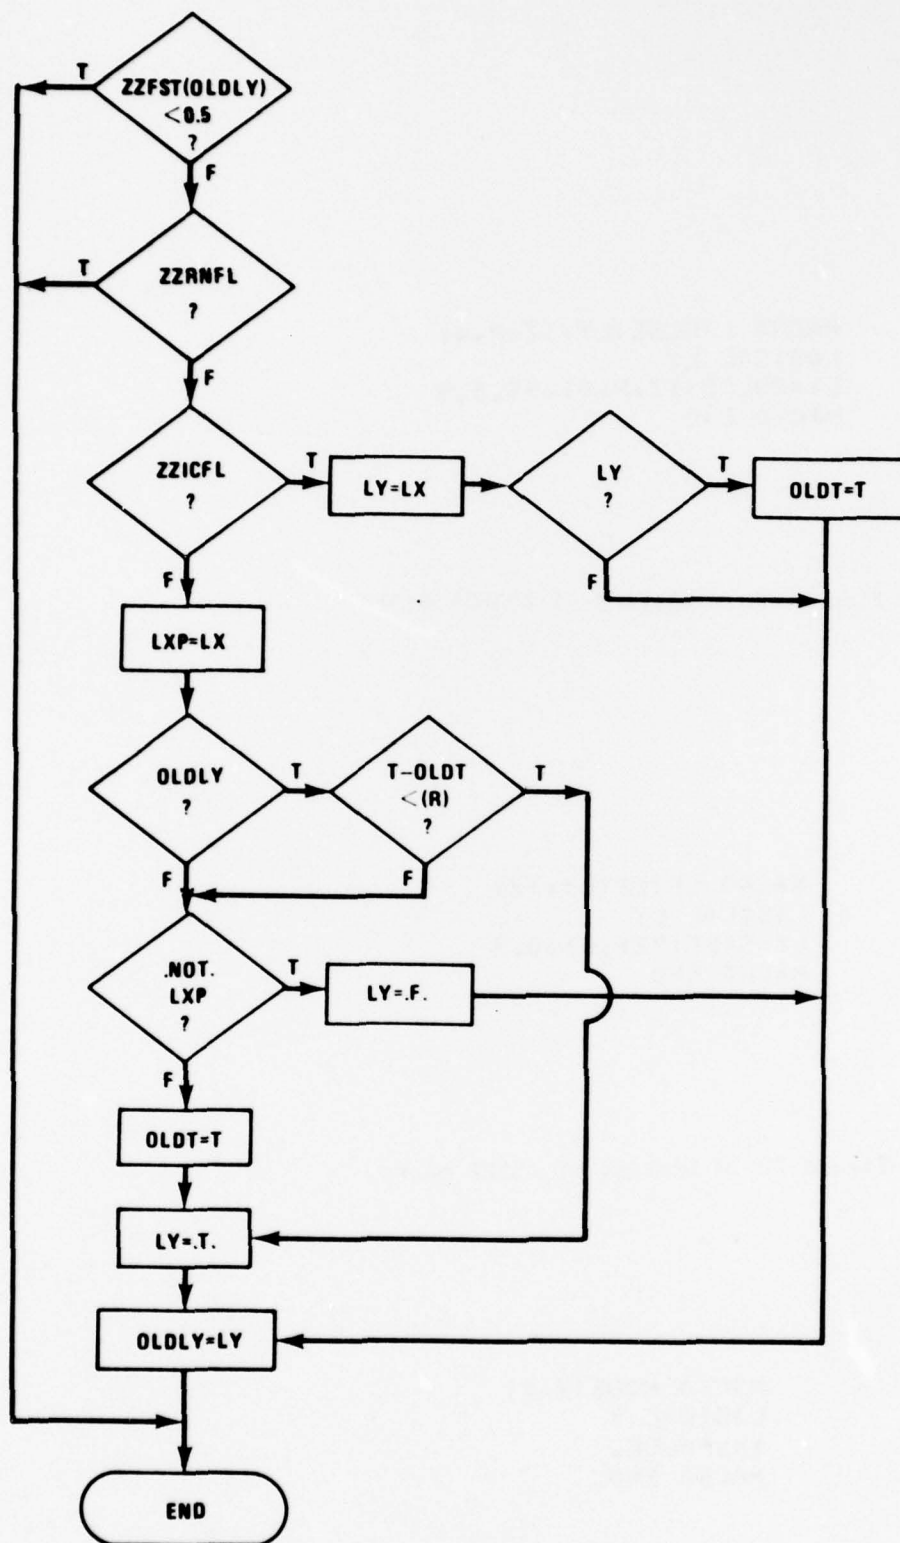 T
ZZFST(OLDLY)
<0.5
?
F
T
ZZRNFL
?
F
ZZICFL
?
T
LY=LX
LY
?
T
OLDT=T
F
F
LXP=LX
OLDLY
?
T
T-OLDT
<(R)
?
T
F
F
.NOT.
LXP
?
T
LY=.F.
F
OLDT=T
LY=.T.
OLDLY=LY
END